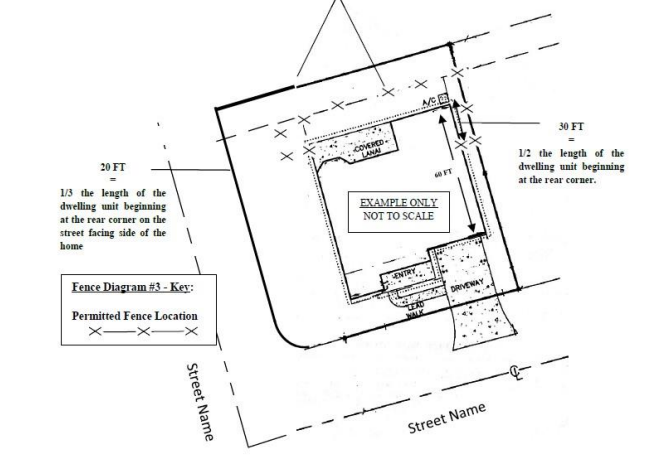 A/C
COVERED
LANAI
30 FT
=
1/2 the length of the
dwelling unit beginning
at the rear corner.
20 FT
=
1/3 the length of the
dwelling unit beginning
at the rear corner on the
street facing side of the
home
60 FT
EXAMPLE ONLY
NOT TO SCALE
Fence Diagram #3 - Key:
Permitted Fence Location
ENTRY
LEAD
WALK
DRIVEWAY
Street Name
Street Name
℄